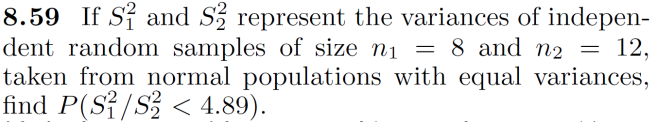 8.59 If S₁² and S₂² represent the variances of indepen-
dent random samples of size n₁ = 8 and n₂ = 12,
taken from normal populations with equal variances,
find P(S₁²/S₂² < 4.89).